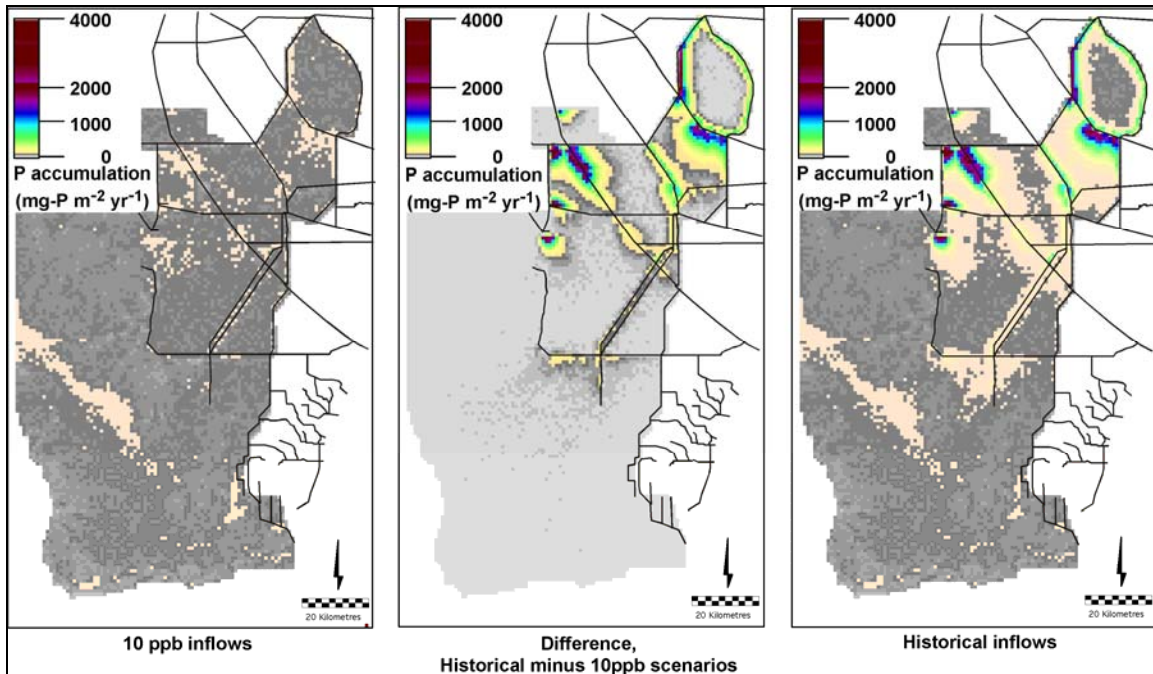 4000
2000
1000
0
P accumulation
(mg-P m⁻² yr⁻¹)
20 Kilometres
10 ppb inflows
4000
2000
1000
0
P accumulation
(mg-P m⁻² yr⁻¹)
20 Kilometres
Difference,
Historical minus 10ppb scenarios
4000
2000
1000
0
P accumulation
(mg-P m⁻² yr⁻¹)
20 Kilometres
Historical inflows